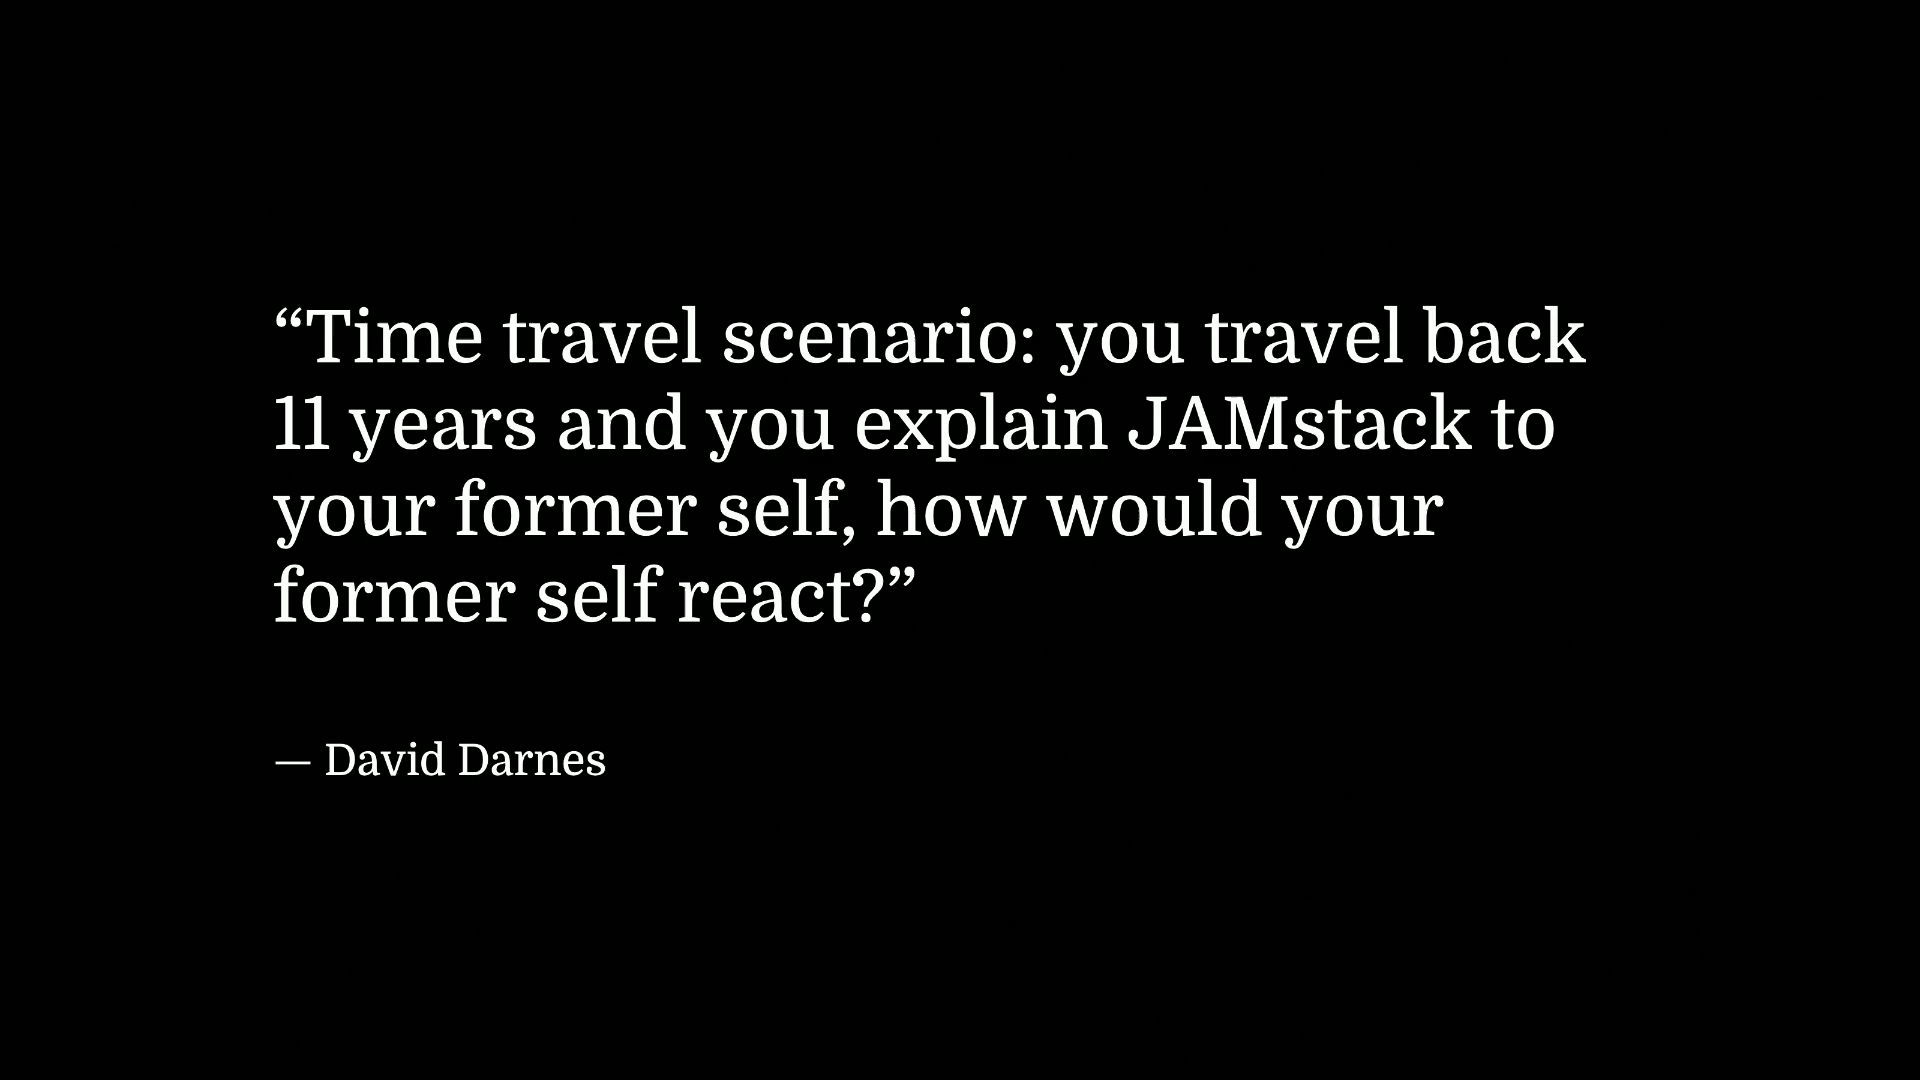 “Time travel scenario: you travel back
11 years and you explain JAMstack to
your former self, how would your
former self react?”
— David Darnes